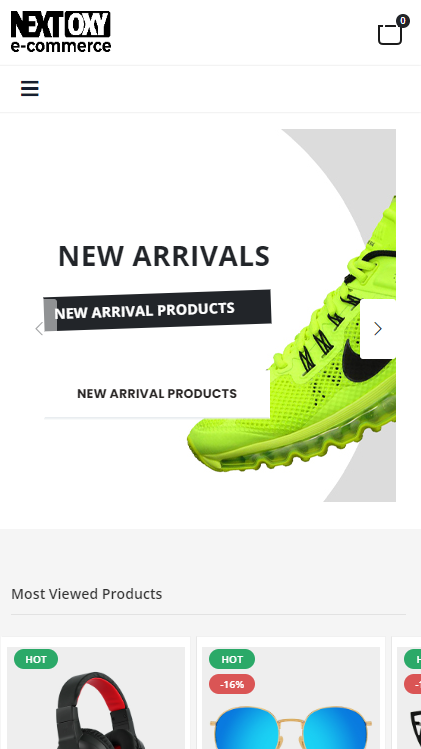 NEXT OXY
e-commerce
0
NEW ARRIVALS
NEW ARRIVAL PRODUCTS
NEW ARRIVAL PRODUCTS
Most Viewed Products
HOT
HOT
-16%